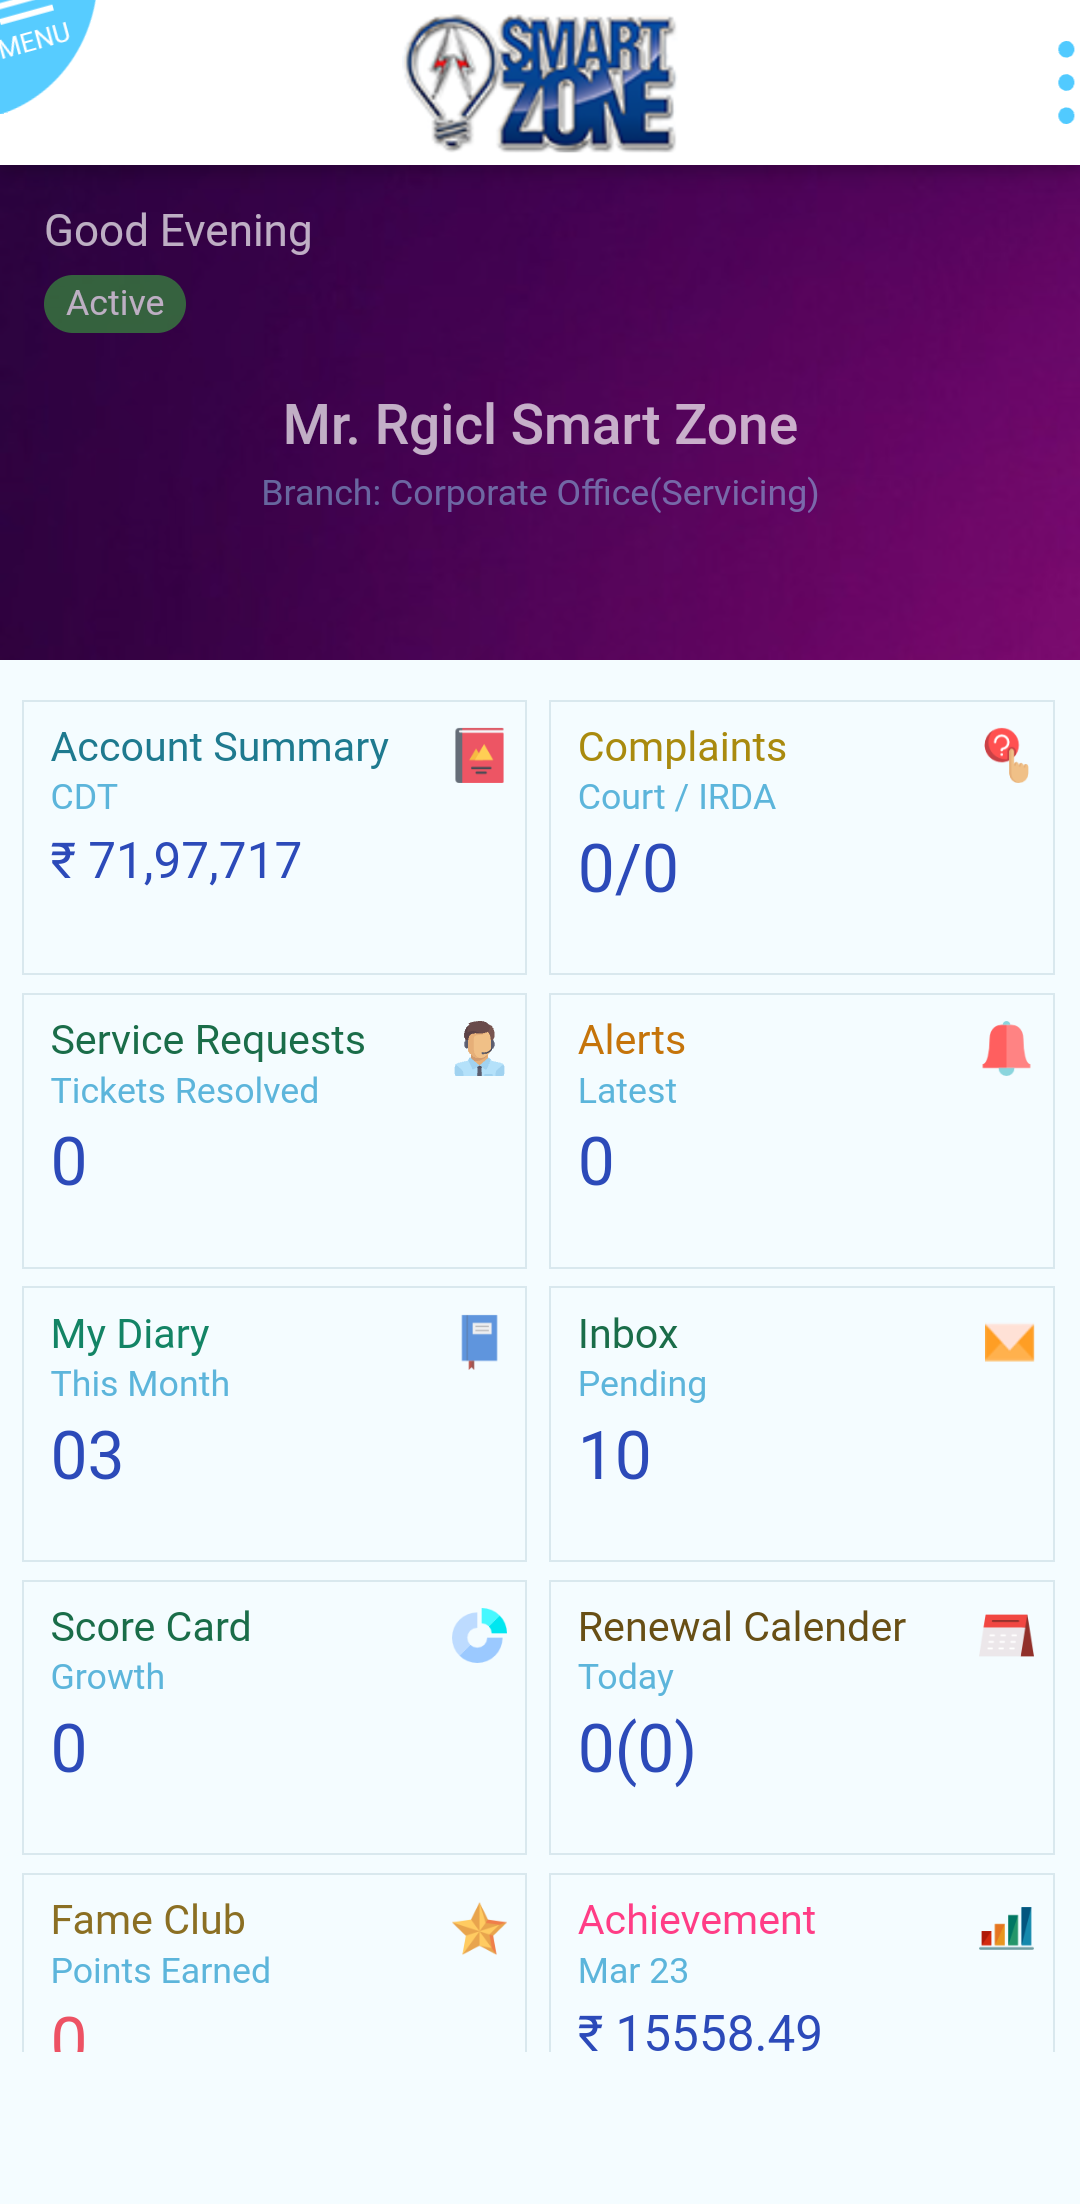 MENU
SMART
ZONE
Good Evening
Active
Mr. Rgicl Smart Zone
Branch: Corporate Office(Servicing)
Account Summary
CDT
₹ 71,97,717
Complaints
Court / IRDA
0/0
Service Requests
Tickets Resolved
0
Alerts
Latest
0
My Diary
This Month
03
Inbox
Pending
10
Score Card
Growth
0
Renewal Calender
Today
0(0)
Fame Club
Points Earned
0
Achievement
Mar 23
₹ 15558.49